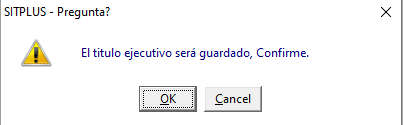 SITPLUS - Pregunta?
El titulo ejecutivo será guardado, Confirme.
OK
Cancel